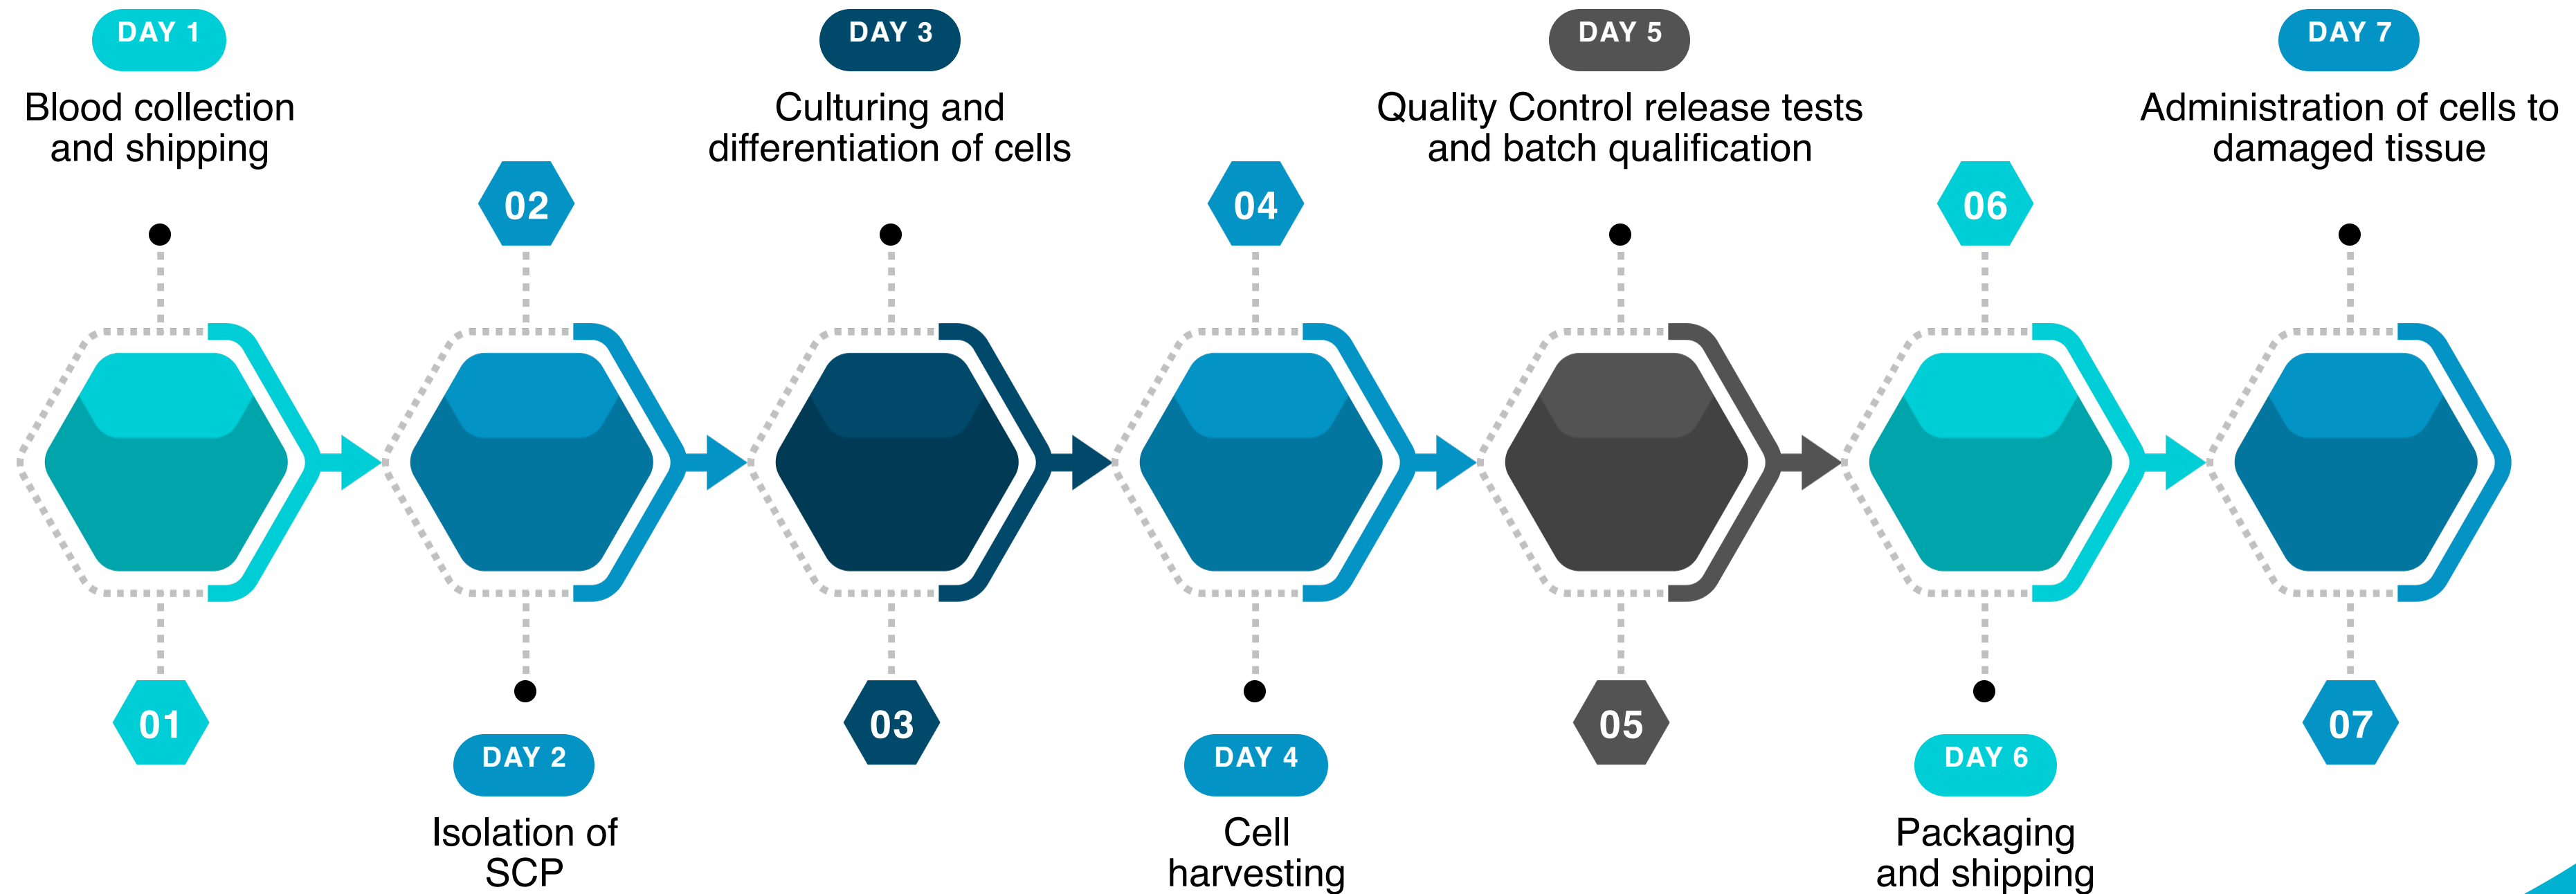 DAY 1
Blood collection
and shipping
01
02
DAY 2
Isolation of
SCP
DAY 3
Culturing and
differentiation of cells
03
04
DAY 4
Cell
harvesting
DAY 5
Quality Control release tests
and batch qualification
05
06
DAY 6
Packaging
and shipping
DAY 7
Administration of cells to
damaged tissue
07